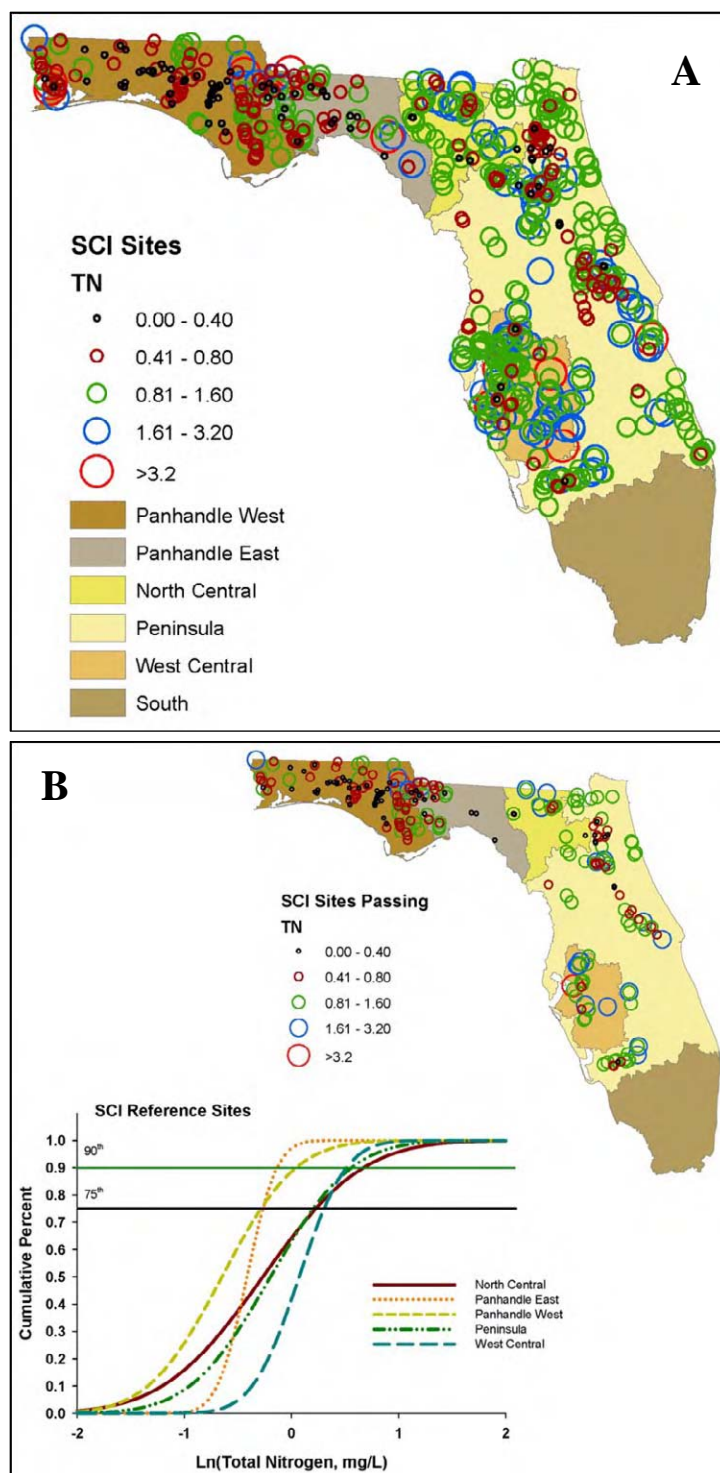 A
SCI Sites
TN
0.00 - 0.40
0.41 - 0.80
0.81 - 1.60
1.61 - 3.20
>3.2
Panhandle West
Panhandle East
North Central
Peninsula
West Central
South
B
SCI Sites Passing
TN
0.00 - 0.40
0.41 - 0.80
0.81 - 1.60
1.61 - 3.20
>3.2
SCI Reference Sites
1.0
90th
0.9
0.8
75th
0.7
0.6
0.5
0.4
0.3
0.2
0.1
0.0
Cumulative Percent
North Central
Panhandle East
Panhandle West
Peninsula
West Central
-2 -1 0 1 2
Ln(Total Nitrogen, mg/L)